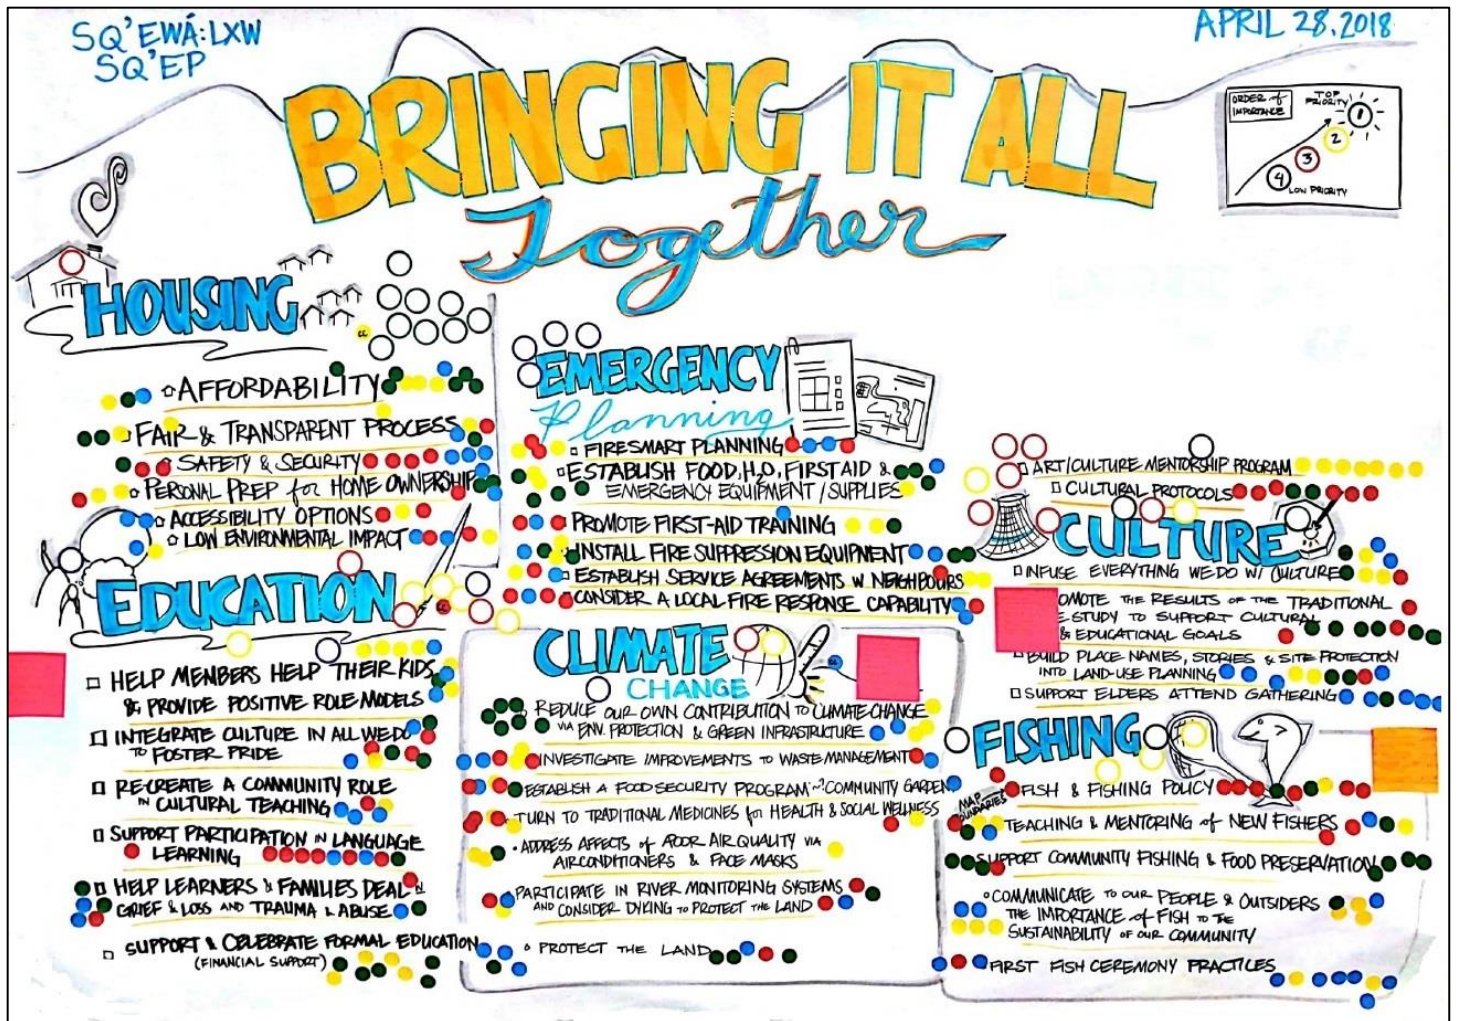 SQ'EWÁ:LXW
SQ'EP
APRIL 28, 2018
BRINGING IT ALL
Together
ORDER of
IMPORTANCE
TOP
PRIORITY
1
2
3
4
LOW PRIORITY
HOUSING
AFFORDABILITY
FAIR & TRANSPARENT PROCESS
SAFETY & SECURITY
PERSONAL PREP for HOME OWNERSHIP
ACCESSIBILITY OPTIONS
LOW ENVIRONMENTAL IMPACT
EDUCATION
HELP MEMBERS HELP THEIR KIDS
& PROVIDE POSITIVE ROLE MODELS
INTEGRATE CULTURE IN ALL WE DO
TO FOSTER PRIDE
RE-CREATE A COMMUNITY ROLE
IN CULTURAL TEACHING
SUPPORT PARTICIPATION IN LANGUAGE
LEARNING
HELP LEARNERS & FAMILIES DEAL
GRIEF & LOSS AND TRAUMA & ABUSE
SUPPORT & CELEBRATE FORMAL EDUCATION
(FINANCIAL SUPPORT)
EMERGENCY
Planning
FIRESMART PLANNING
ESTABLISH FOOD, H2O, FIRST AID &
EMERGENCY EQUIPMENT / SUPPLIES
PROMOTE FIRST-AID TRAINING
INSTALL FIRE SUPPRESSION EQUIPMENT
ESTABLISH SERVICE AGREEMENTS W NEIGHBOURS
CONSIDER A LOCAL FIRE RESPONSE CAPABILITY
CLIMATE
CHANGE
REDUCE OUR OWN CONTRIBUTION TO CLIMATE CHANGE
VIA ENV. PROTECTION & GREEN INFRASTRUCTURE
INVESTIGATE IMPROVEMENTS TO WASTE MANAGEMENT
ESTABLISH A FOOD SECURITY PROGRAM ~? COMMUNITY GARDEN
TURN TO TRADITIONAL MEDICINES for HEALTH & SOCIAL WELLNESS
ADDRESS AFFECTS of POOR AIR QUALITY VIA
AIRCONDITIONERS & FACE MASKS
PARTICIPATE IN RIVER MONITORING SYSTEMS
AND CONSIDER DYKING TO PROTECT THE LAND
PROTECT THE LAND
ART/CULTURE MENTORSHIP PROGRAM
CULTURAL PROTOCOLS
CULTURE
INFUSE EVERYTHING WE DO W/ CULTURE
OMOTE THE RESULTS OF THE TRADITIONAL
E STUDY TO SUPPORT CULTURAL
& EDUCATIONAL GOALS
BUILD PLACE NAMES, STORIES & SITE PROTECTION
INTO LAND-USE PLANNING
SUPPORT ELDERS ATTEND GATHERING
FISHING
MAP
FISH & FISHING POLICY
TEACHING & MENTORING of NEW FISHERS
SUPPORT COMMUNITY FISHING & FOOD PRESERVATION
COMMUNICATE TO OUR PEOPLE & OUTSIDERS
THE IMPORTANCE of FISH TO THE
SUSTAINABILITY OF OUR COMMUNITY
FIRST FISH CEREMONY PRACTICES